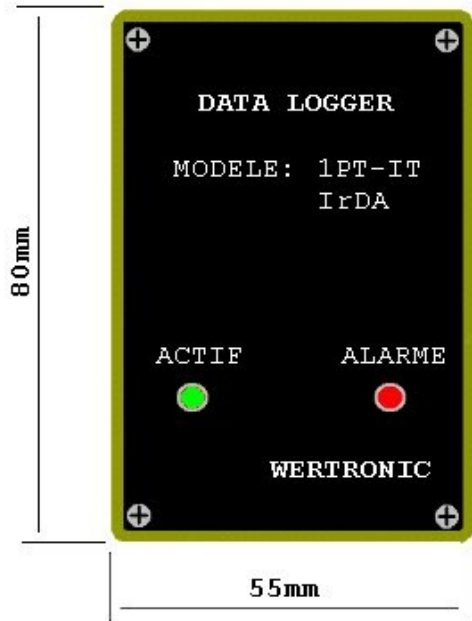 DATA LOGGER
MODELE: 1PT-IT
IrDA
80mm
ACTIF ALARME
WERTRONIC
55mm